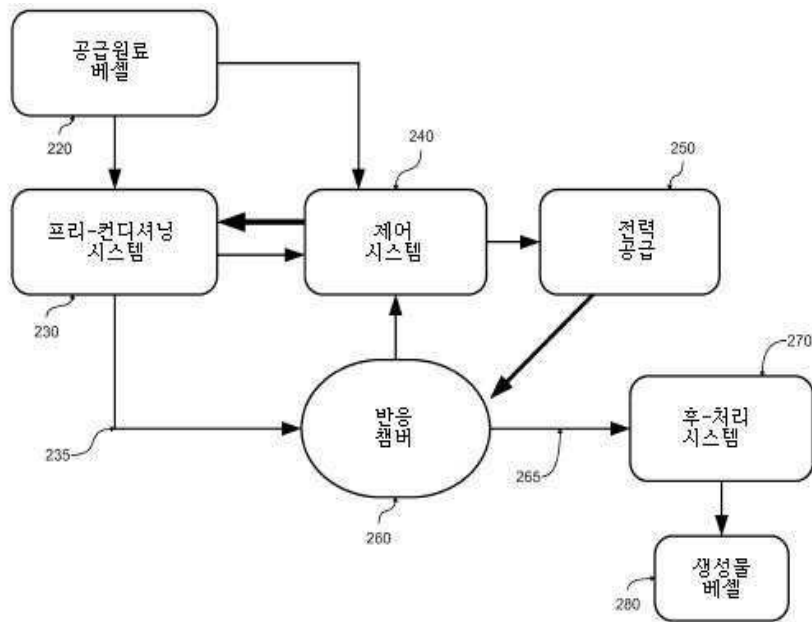 공급원료
베셀
220
240
250
프리-컨디셔닝
시스템
제어
시스템
전력
공급
230
270
반응
챔버
후-처리
시스템
235
265
260
생성물
베셀
280